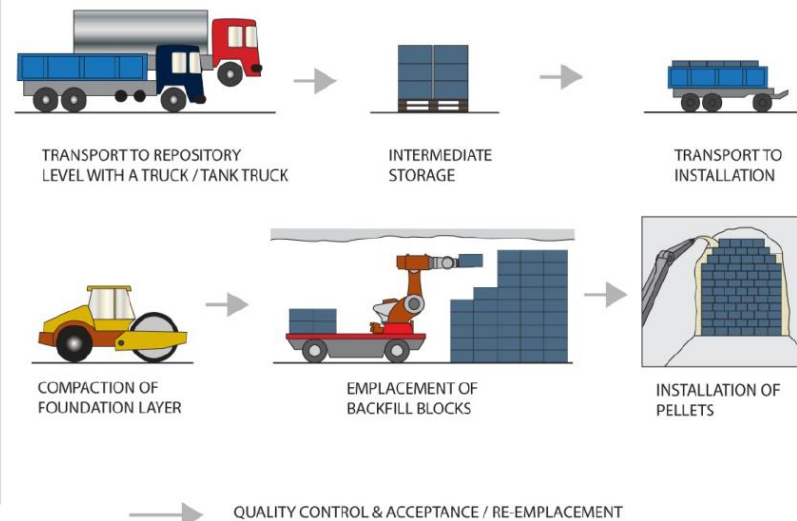 TRANSPORT TO REPOSITORY
LEVEL WITH A TRUCK / TANK TRUCK
INTERMEDIATE
STORAGE
TRANSPORT TO
INSTALLATION
COMPACTION OF
FOUNDATION LAYER
EMPLACEMENT OF
BACKFILL BLOCKS
INSTALLATION OF
PELLETS
QUALITY CONTROL & ACCEPTANCE / RE-EMPLACEMENT